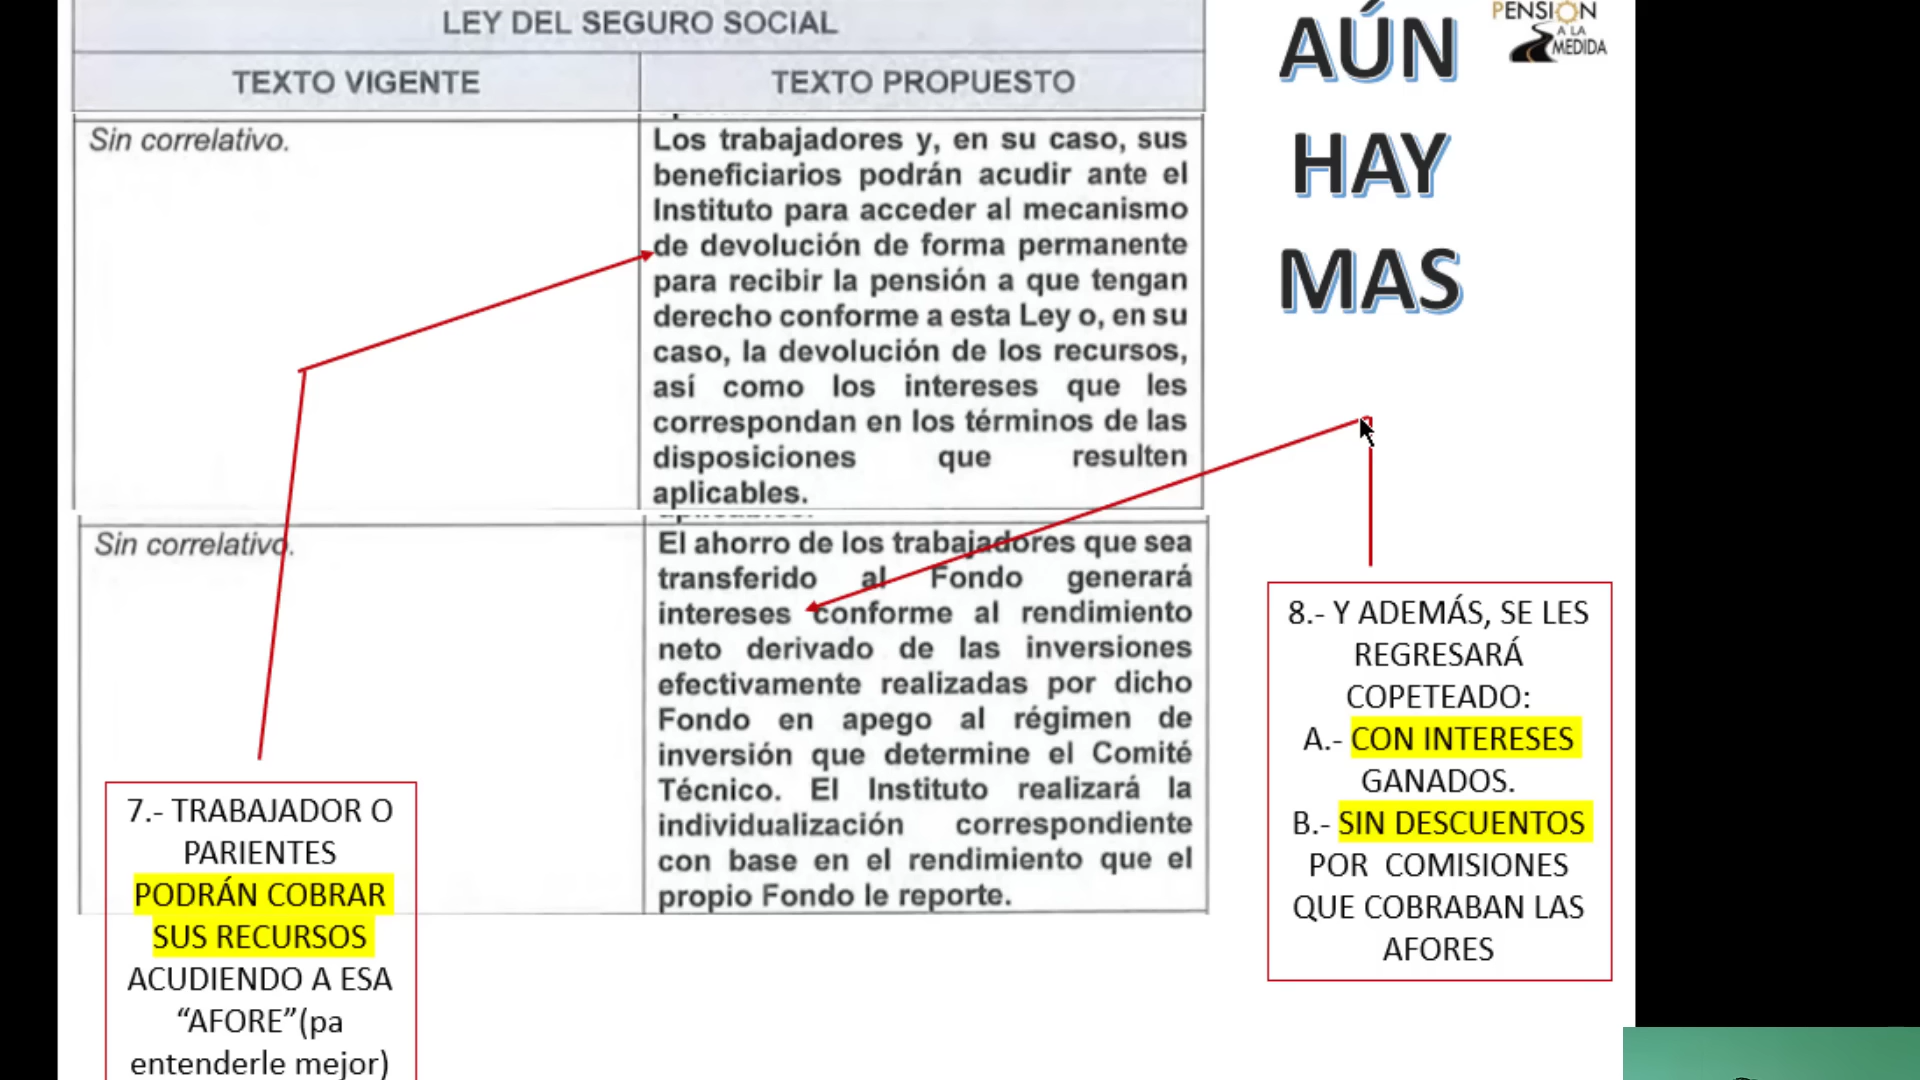 LEY DEL SEGURO SOCIAL
TEXTO VIGENTE
TEXTO PROPUESTO
Sin correlativo.
Los trabajadores y, en su caso, sus
beneficiarios podrán acudir ante el
Instituto para acceder al mecanismo
de devolución de forma permanente
para recibir la pensión a que tengan
derecho conforme a esta Ley o, en su
caso, la devolución de los recursos,
así como los intereses que les
correspondan en los términos de las
disposiciones que resulten
aplicables.
Sin correlativo.
El ahorro de los trabajadores que sea
transferido al Fondo generará
intereses conforme al rendimiento
neto derivado de las inversiones
efectivamente realizadas por dicho
Fondo en apego al régimen de
inversión que determine el Comité
Técnico. El Instituto realizará la
individualización correspondiente
con base en el rendimiento que el
propio Fondo le reporte.
7.- TRABAJADOR O
PARIENTES
PODRÁN COBRAR
SUS RECURSOS
ACUDIENDO A ESA
“AFORE”(pa
entenderle mejor)
AÚN
HAY
MAS
PENSIÓN
A LA
MEDIDA
8.- Y ADEMÁS, SE LES
REGRESARÁ
COPETEADO:
A.- CON INTERESES
GANADOS.
B.- SIN DESCUENTOS
POR COMISIONES
QUE COBRABAN LAS
AFORES